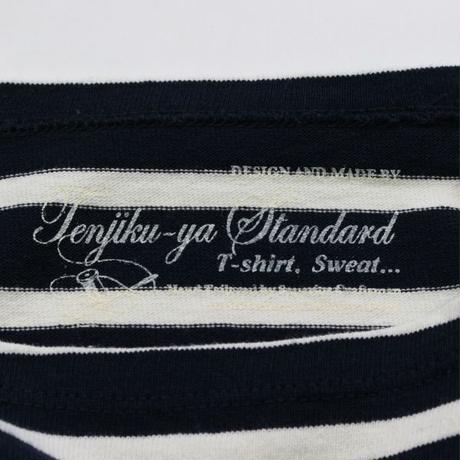 DESIGN AND MADE BY
Tenjiku-ya Standard
T-shirt, Sweat...